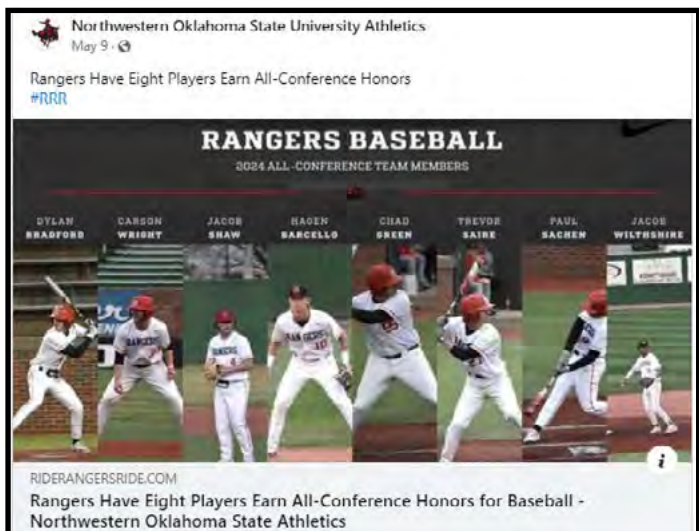 Northwestern Oklahoma State University Athletics
May 9 ·
Rangers Have Eight Players Earn All-Conference Honors
#RRR
RANGERS BASEBALL
2024 ALL-CONFERENCE TEAM MEMBERS
DYLAN BRADFORD
CARSON WRIGHT
JACOB SHAW
HAGEN BARCELLO
CHAD GREEN
TREVOR SAIRE
PAUL SACHEN
JACOB WILTHSHIRE
RANGERS
RANGERS
10
RIDERANGERSRIDE.COM
Rangers Have Eight Players Earn All-Conference Honors for Baseball -
Northwestern Oklahoma State Athletics